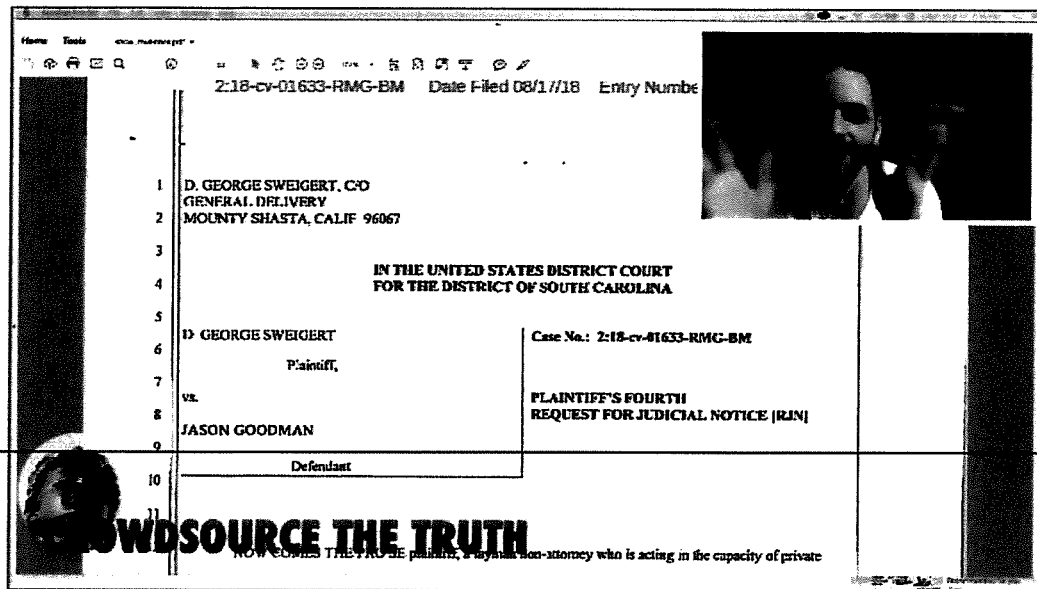 Home Tools
2:18-cv-01633-RMG-BM Date Filed 08/17/18 Entry Numbe
1 D. GEORGE SWEIGERT, C/O
GENERAL DELIVERY
2 MOUNTY SHASTA, CALIF 96067
3
IN THE UNITED STATES DISTRICT COURT
4 FOR THE DISTRICT OF SOUTH CAROLINA
5
D GEORGE SWEIGERT
Case No.: 2:18-cv-01633-RMG-BM
6
Plaintiff,
7
vs.
PLAINTIFF'S FOURTH
8 REQUEST FOR JUDICIAL NOTICE [RJN]
JASON GOODMAN
9
Defendant
10
11
OWDSOURCE THE TRUTH
NOW COMES THE PRO SE plaintiff, a layman non-attorney who is acting in the capacity of private